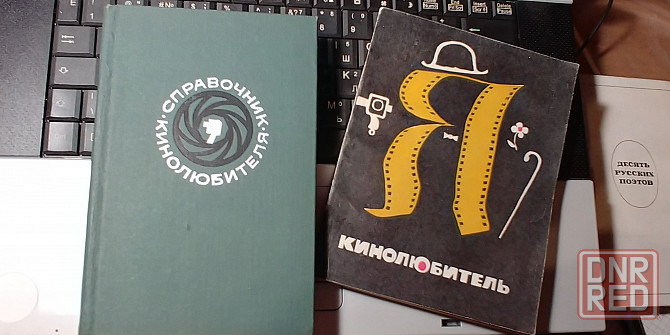 СПРАВОЧНИК
КИНОЛЮБИТЕЛЯ
Я
КИНОЛЮБИТЕЛЬ
ДЕСЯТЬ
РУССКИХ
ПОЭТОВ
DNR
RED